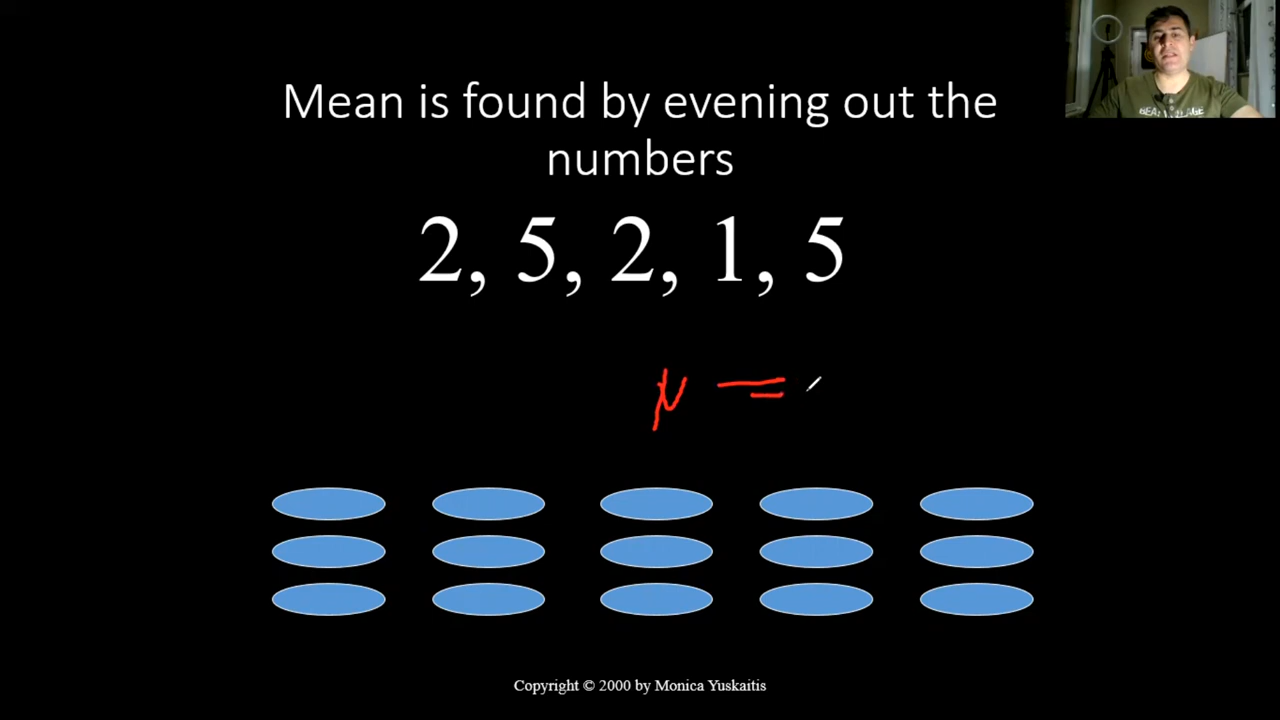 Mean is found by evening out the
numbers
2, 5, 2, 1, 5
μ =
Copyright © 2000 by Monica Yuskaitis